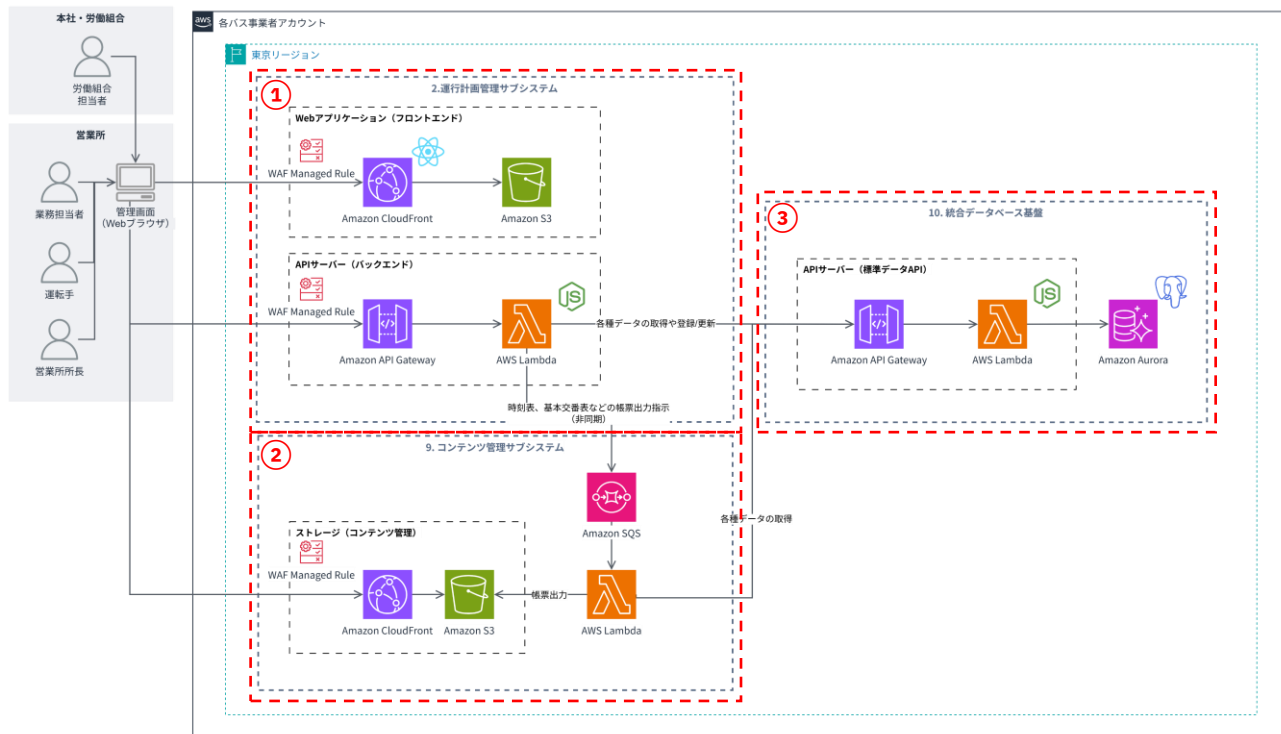 本社・労働組合
労働組合
担当者
営業所
業務担当者
運転手
営業所所長
管理画面
（Webブラウザ）
aws
各バス事業者アカウント
東京リージョン
①
2.運行計画管理サブシステム
Webアプリケーション（フロントエンド）
WAF Managed Rule
Amazon CloudFront
Amazon S3
APIサーバー（バックエンド）
WAF Managed Rule
Amazon API Gateway
JS
AWS Lambda
各種データの取得や登録/更新
時刻表、基本交番表などの帳票出力指示
（非同期）
②
9. コンテンツ管理サブシステム
Amazon SQS
ストレージ（コンテンツ管理）
WAF Managed Rule
Amazon CloudFront
Amazon S3
帳票出力
AWS Lambda
各種データの取得
③
10. 統合データベース基盤
APIサーバー（標準データAPI）
Amazon API Gateway
JS
AWS Lambda
Amazon Aurora